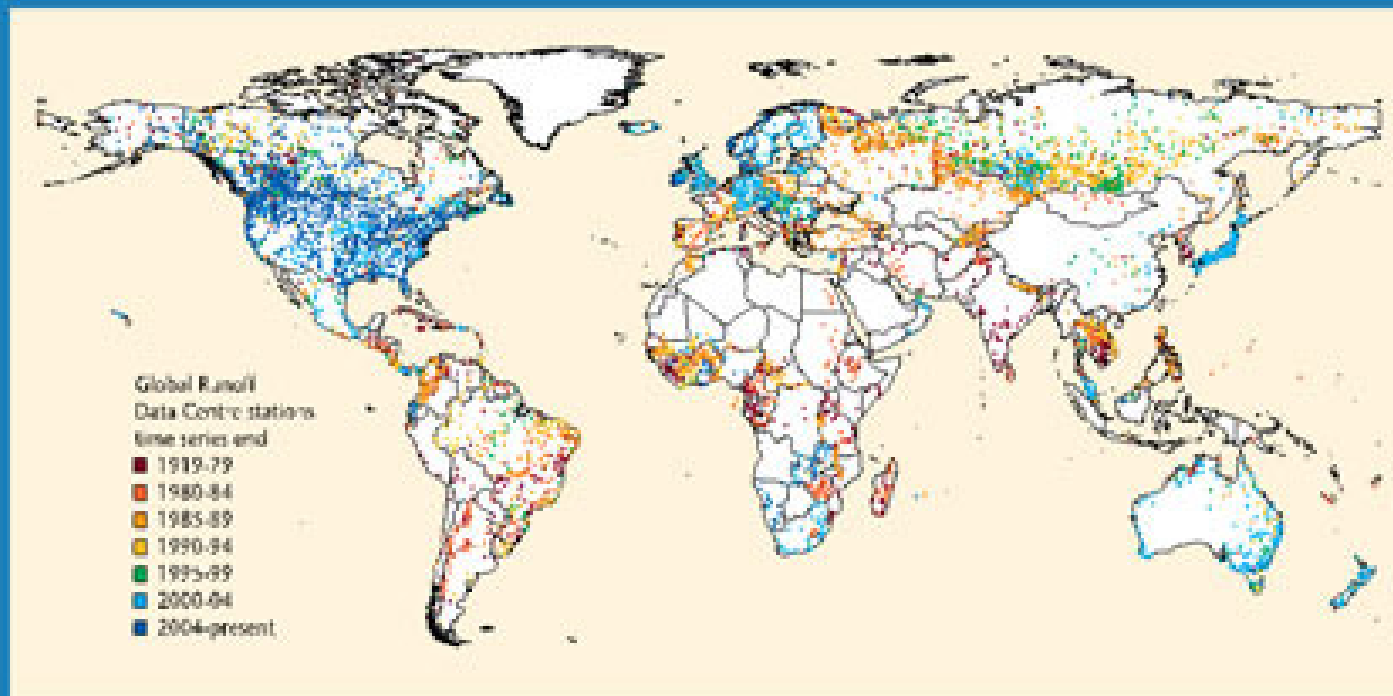 Global Runoff
Data Centre stations
time series end
1919-79
1980-84
1985-89
1990-94
1995-99
2000-04
2004-present